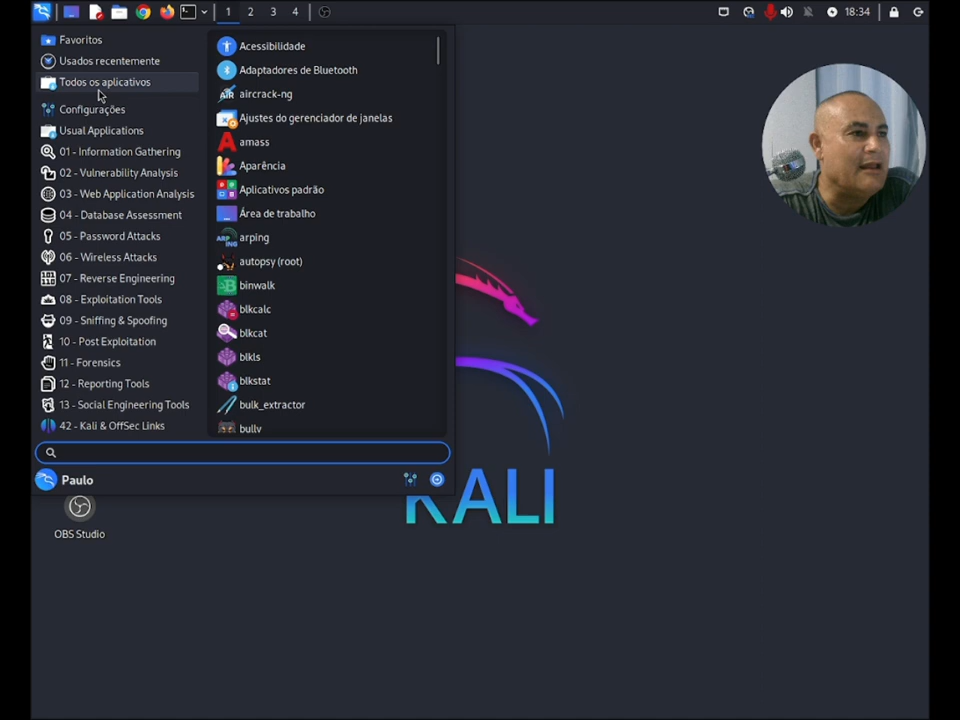 1 2 3 4
18:34
Favoritos
Usados recentemente
Todos os aplicativos
Configurações
Usual Applications
01 - Information Gathering
02 - Vulnerability Analysis
03 - Web Application Analysis
04 - Database Assessment
05 - Password Attacks
06 - Wireless Attacks
07 - Reverse Engineering
08 - Exploitation Tools
09 - Sniffing & Spoofing
10 - Post Exploitation
11 - Forensics
12 - Reporting Tools
13 - Social Engineering Tools
42 - Kali & OffSec Links
Acessibilidade
Adaptadores de Bluetooth
AIR aircrack-ng
Ajustes do gerenciador de janelas
amass
Aparência
Aplicativos padrão
Área de trabalho
ARPING arping
autopsy (root)
binwalk
blkcalc
blkcat
blkls
blkstat
bulk_extractor
bully
Paulo
KALI
OBS Studio